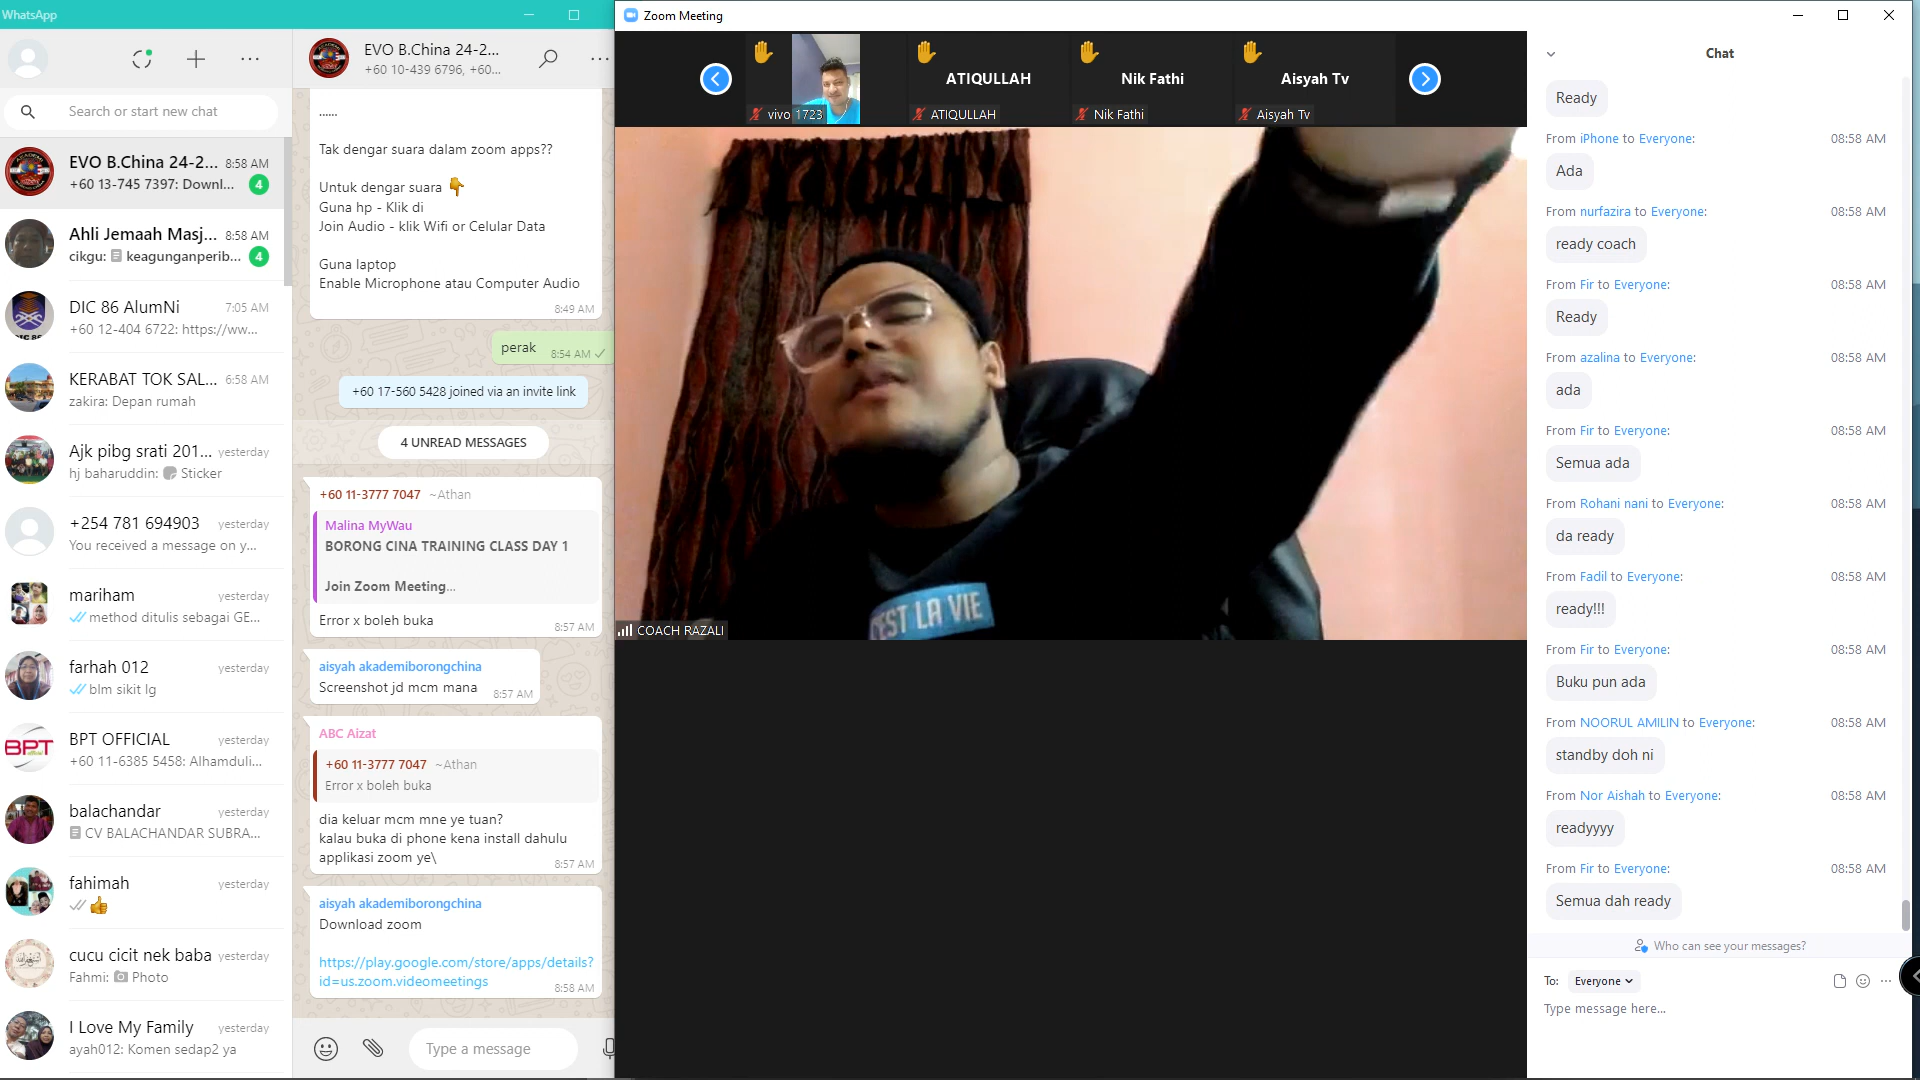 WhatsApp
Search or start new chat
EVO B.China 24-2... 8:58 AM
+60 13-745 7397: Downl... 4
Ahli Jemaah Masj... 8:58 AM
cikgu: keagunganperib... 4
DIC 86 AlumNi 7:05 AM
+60 12-404 6722: https://ww...
KERABAT TOK SAL... 6:58 AM
zakira: Depan rumah
Ajk pibg srati 201... yesterday
hj baharuddin: Sticker
+254 781 694903 yesterday
You received a message on y...
mariham yesterday
method ditulis sebagai GE...
farhah 012 yesterday
blm sikit lg
BPT OFFICIAL yesterday
+60 11-6385 5458: Alhamduli...
balachandar yesterday
CV BALACHANDAR SUBRA...
fahimah yesterday
👍
cucu cicit nek baba yesterday
Fahmi: Photo
I Love My Family yesterday
ayah012: Komen sedap2 ya
BPT
EVO B.China 24-2...
+60 10-439 6796, +60...
......
Tak dengar suara dalam zoom apps??
Untuk dengar suara 👇
Guna hp - Klik di
Join Audio - klik Wifi or Celular Data
Guna laptop
Enable Microphone atau Computer Audio
8:49 AM
perak 8:54 AM
+60 17-560 5428 joined via an invite link
4 UNREAD MESSAGES
+60 11-3777 7047 ~Athan
Malina MyWau
BORONG CINA TRAINING CLASS DAY 1
Join Zoom Meeting...
Error x boleh buka
8:57 AM
aisyah akademiborongchina
Screenshot jd mcm mana 8:57 AM
ABC Aizat
+60 11-3777 7047 ~Athan
Error x boleh buka
dia keluar mcm mne ye tuan?
kalau buka di phone kena install dahulu
applikasi zoom ye\
8:57 AM
aisyah akademiborongchina
Download zoom
https://play.google.com/store/apps/details?
id=us.zoom.videomeetings
8:58 AM
Type a message
Zoom Meeting
vivo 1723
ATIQULLAH
ATIQULLAH
Nik Fathi
Nik Fathi
Aisyah Tv
Aisyah Tv
C'EST LA VIE
COACH RAZALI
Chat
Ready
From iPhone to Everyone: 08:58 AM
Ada
From nurfazira to Everyone: 08:58 AM
ready coach
From Fir to Everyone: 08:58 AM
Ready
From azalina to Everyone: 08:58 AM
ada
From Fir to Everyone: 08:58 AM
Semua ada
From Rohani nani to Everyone: 08:58 AM
da ready
From Fadil to Everyone: 08:58 AM
ready!!!
From Fir to Everyone: 08:58 AM
Buku pun ada
From NOORUL AMILIN to Everyone: 08:58 AM
standby doh ni
From Nor Aishah to Everyone: 08:58 AM
readyyyy
From Fir to Everyone: 08:58 AM
Semua dah ready
Who can see your messages?
To: Everyone
Type message here...